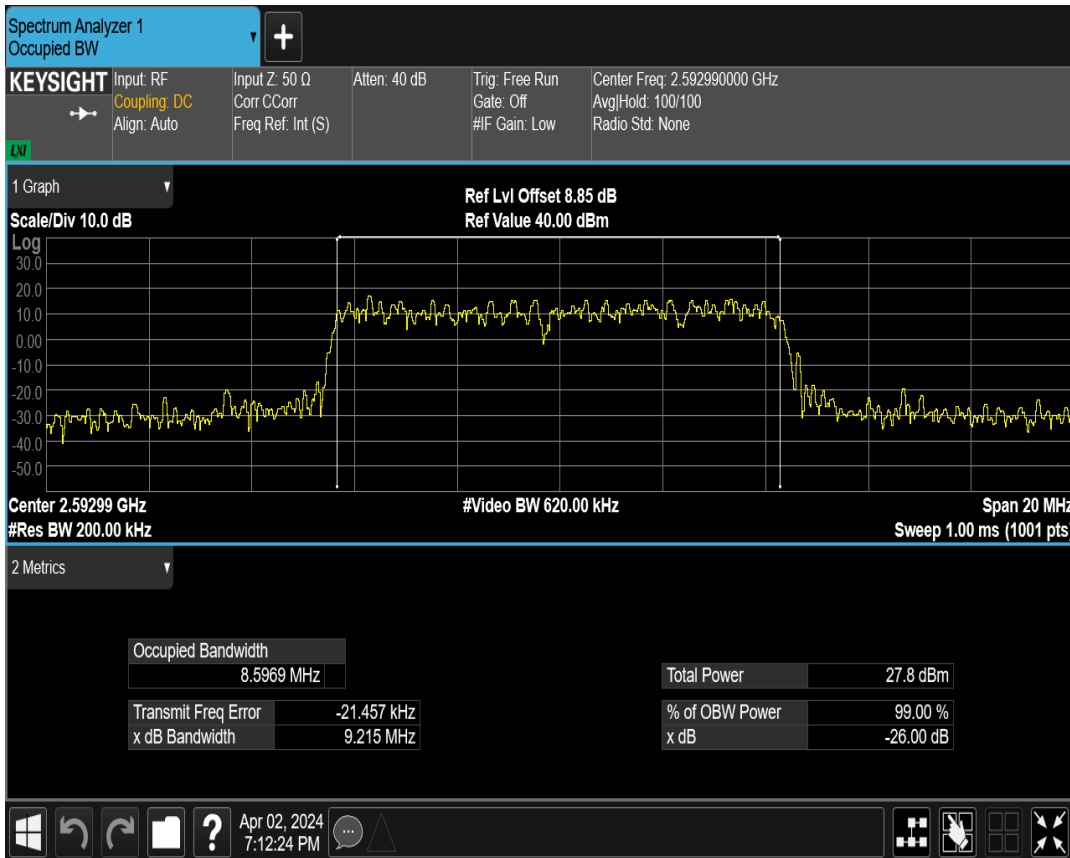 Spectrum Analyzer 1
Occupied BW
KEYSIGHT
LXI
Input: RF
Coupling: DC
Align: Auto
Input Z: 50 Ω
Corr CCorr
Freq Ref: Int (S)
Atten: 40 dB
Trig: Free Run
Gate: Off
#IF Gain: Low
Center Freq: 2.592990000 GHz
Avg|Hold: 100/100
Radio Std: None
1 Graph
Scale/Div 10.0 dB
Ref Lvl Offset 8.85 dB
Ref Value 40.00 dBm
Log
30.0
20.0
10.0
0.00
-10.0
-20.0
-30.0
-40.0
-50.0
Center 2.59299 GHz
#Res BW 200.00 kHz
#Video BW 620.00 kHz
Span 20 MHz
Sweep 1.00 ms (1001 pts)
2 Metrics
Occupied Bandwidth
8.5969 MHz
Transmit Freq Error -21.457 kHz
x dB Bandwidth 9.215 MHz
Total Power 27.8 dBm
% of OBW Power 99.00 %
x dB -26.00 dB
?
Apr 02, 2024
7:12:24 PM